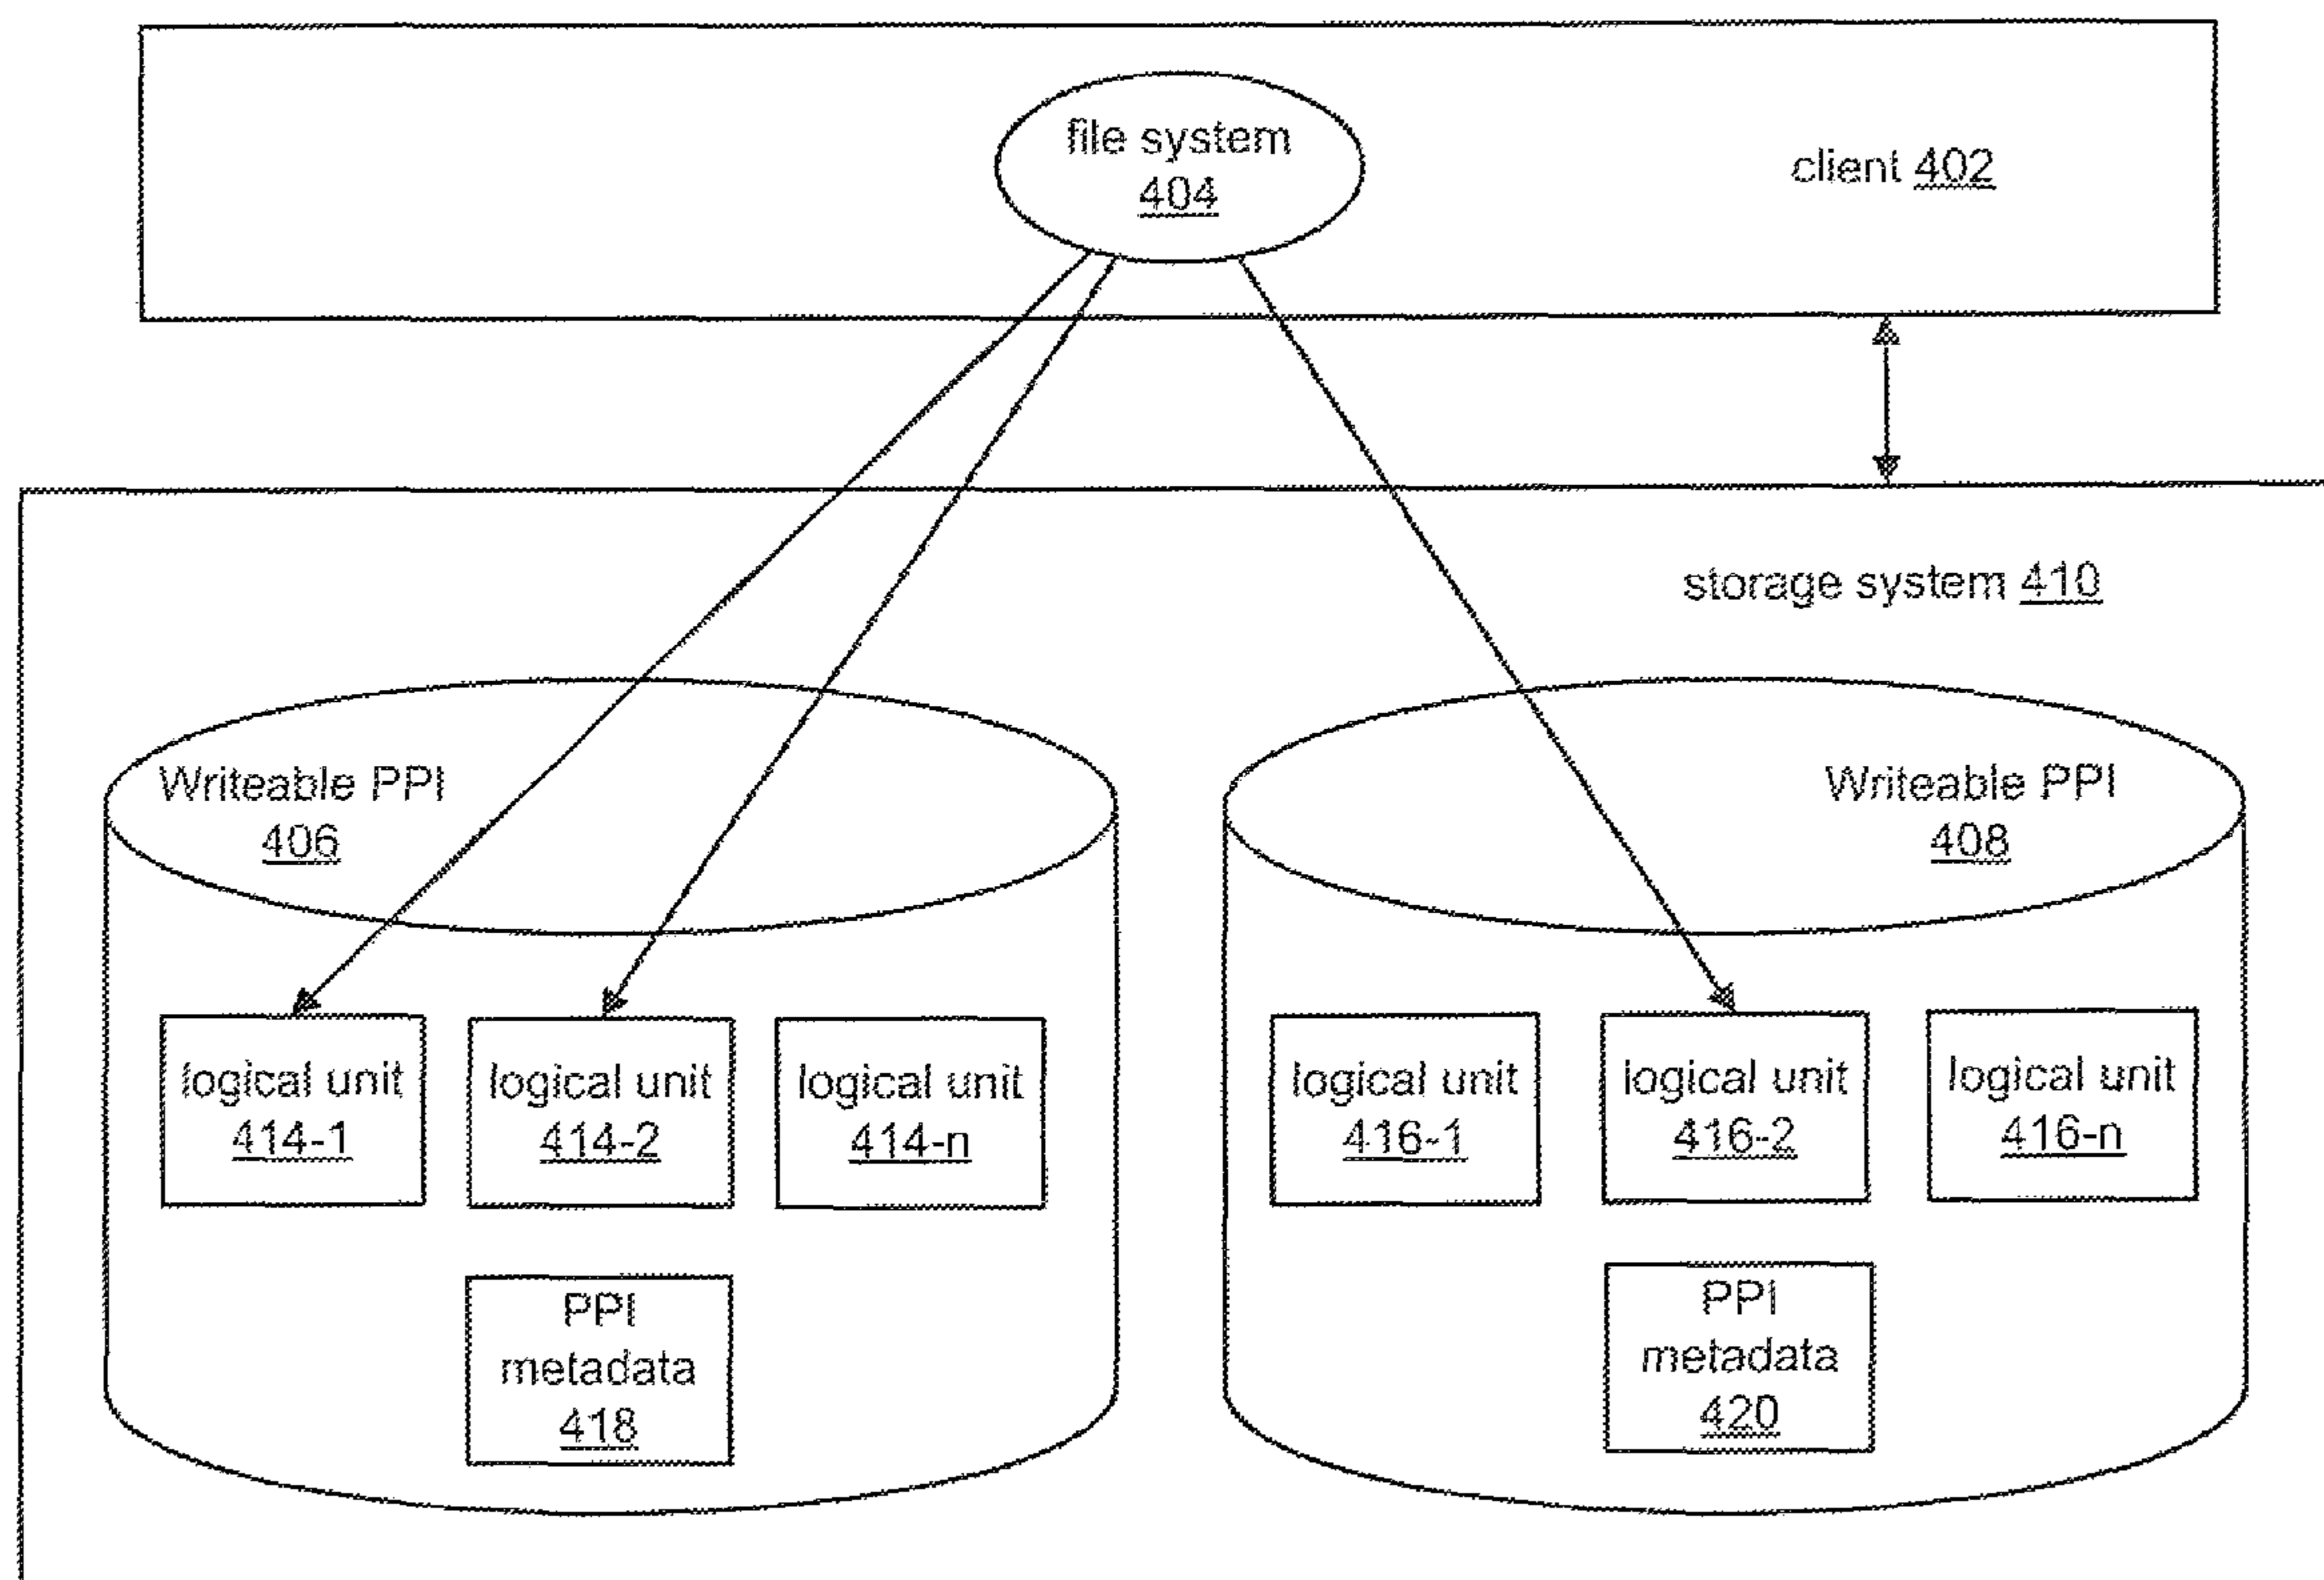 file system
404
client 402
storage system 410
Writeable PPI
406
Writeable PPI
408
logical unit
414-1
logical unit
414-2
logical unit
414-n
logical unit
416-1
logical unit
416-2
logical unit
416-n
PPI
metadata
418
PPI
metadata
420